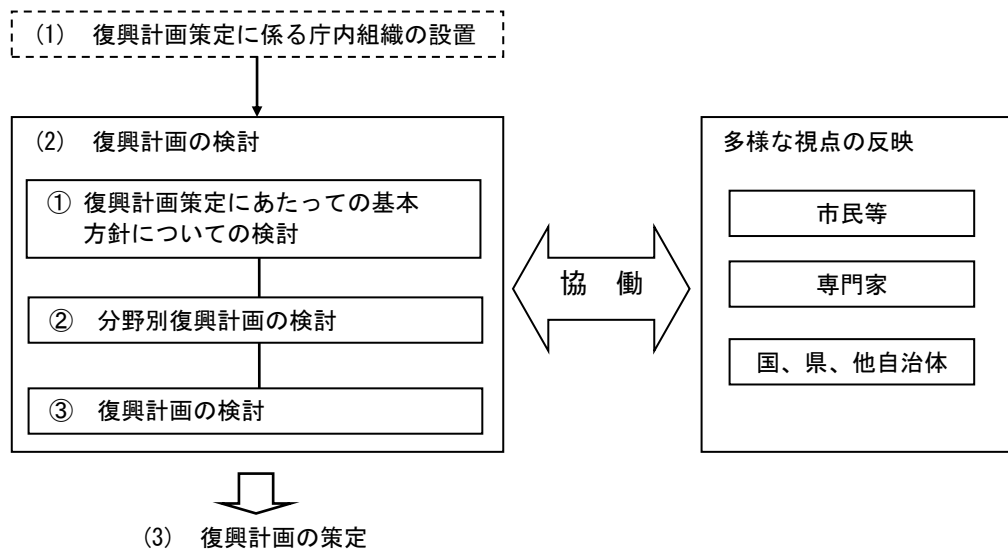 (1) 復興計画策定に係る庁内組織の設置
(2) 復興計画の検討
① 復興計画策定にあたっての基本
方針についての検討
② 分野別復興計画の検討
③ 復興計画の検討
協 働
多様な視点の反映
市民等
専門家
国、県、他自治体
(3) 復興計画の策定